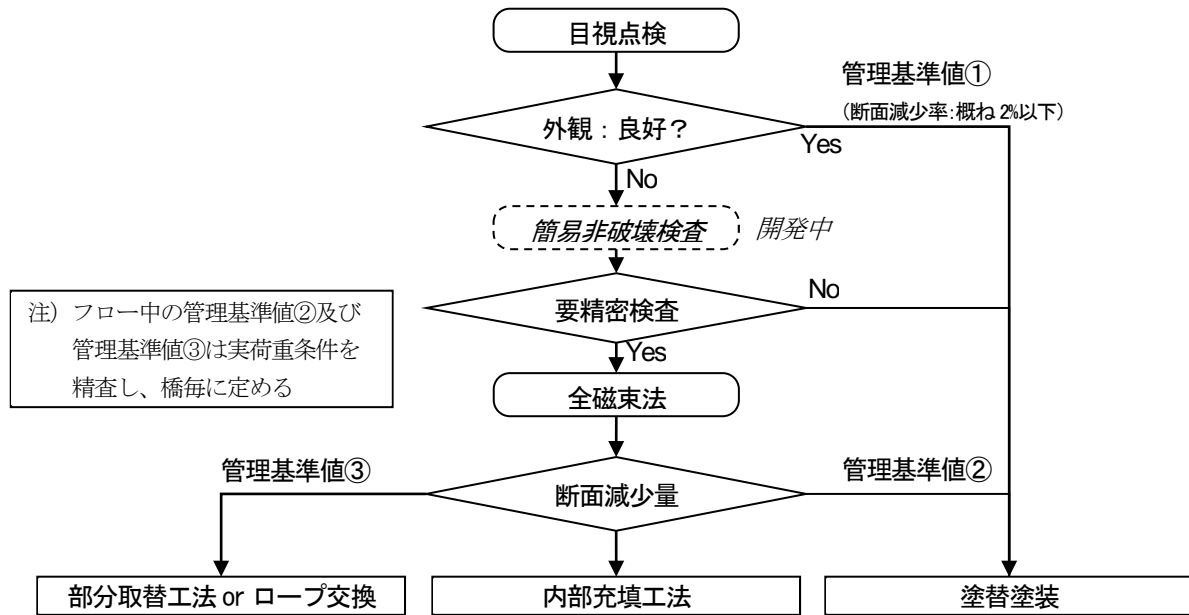 目視点検
管理基準値①
(断面減少率:概ね 2%以下)
外観：良好？
Yes
No
簡易非破壊検査
開発中
要精密検査
No
注）フロー中の管理基準値②及び
管理基準値③は実荷重条件を
精査し、橋毎に定める
Yes
全磁束法
管理基準値③
管理基準値②
断面減少量
部分取替工法 or ロープ交換
内部充填工法
塗替塗装